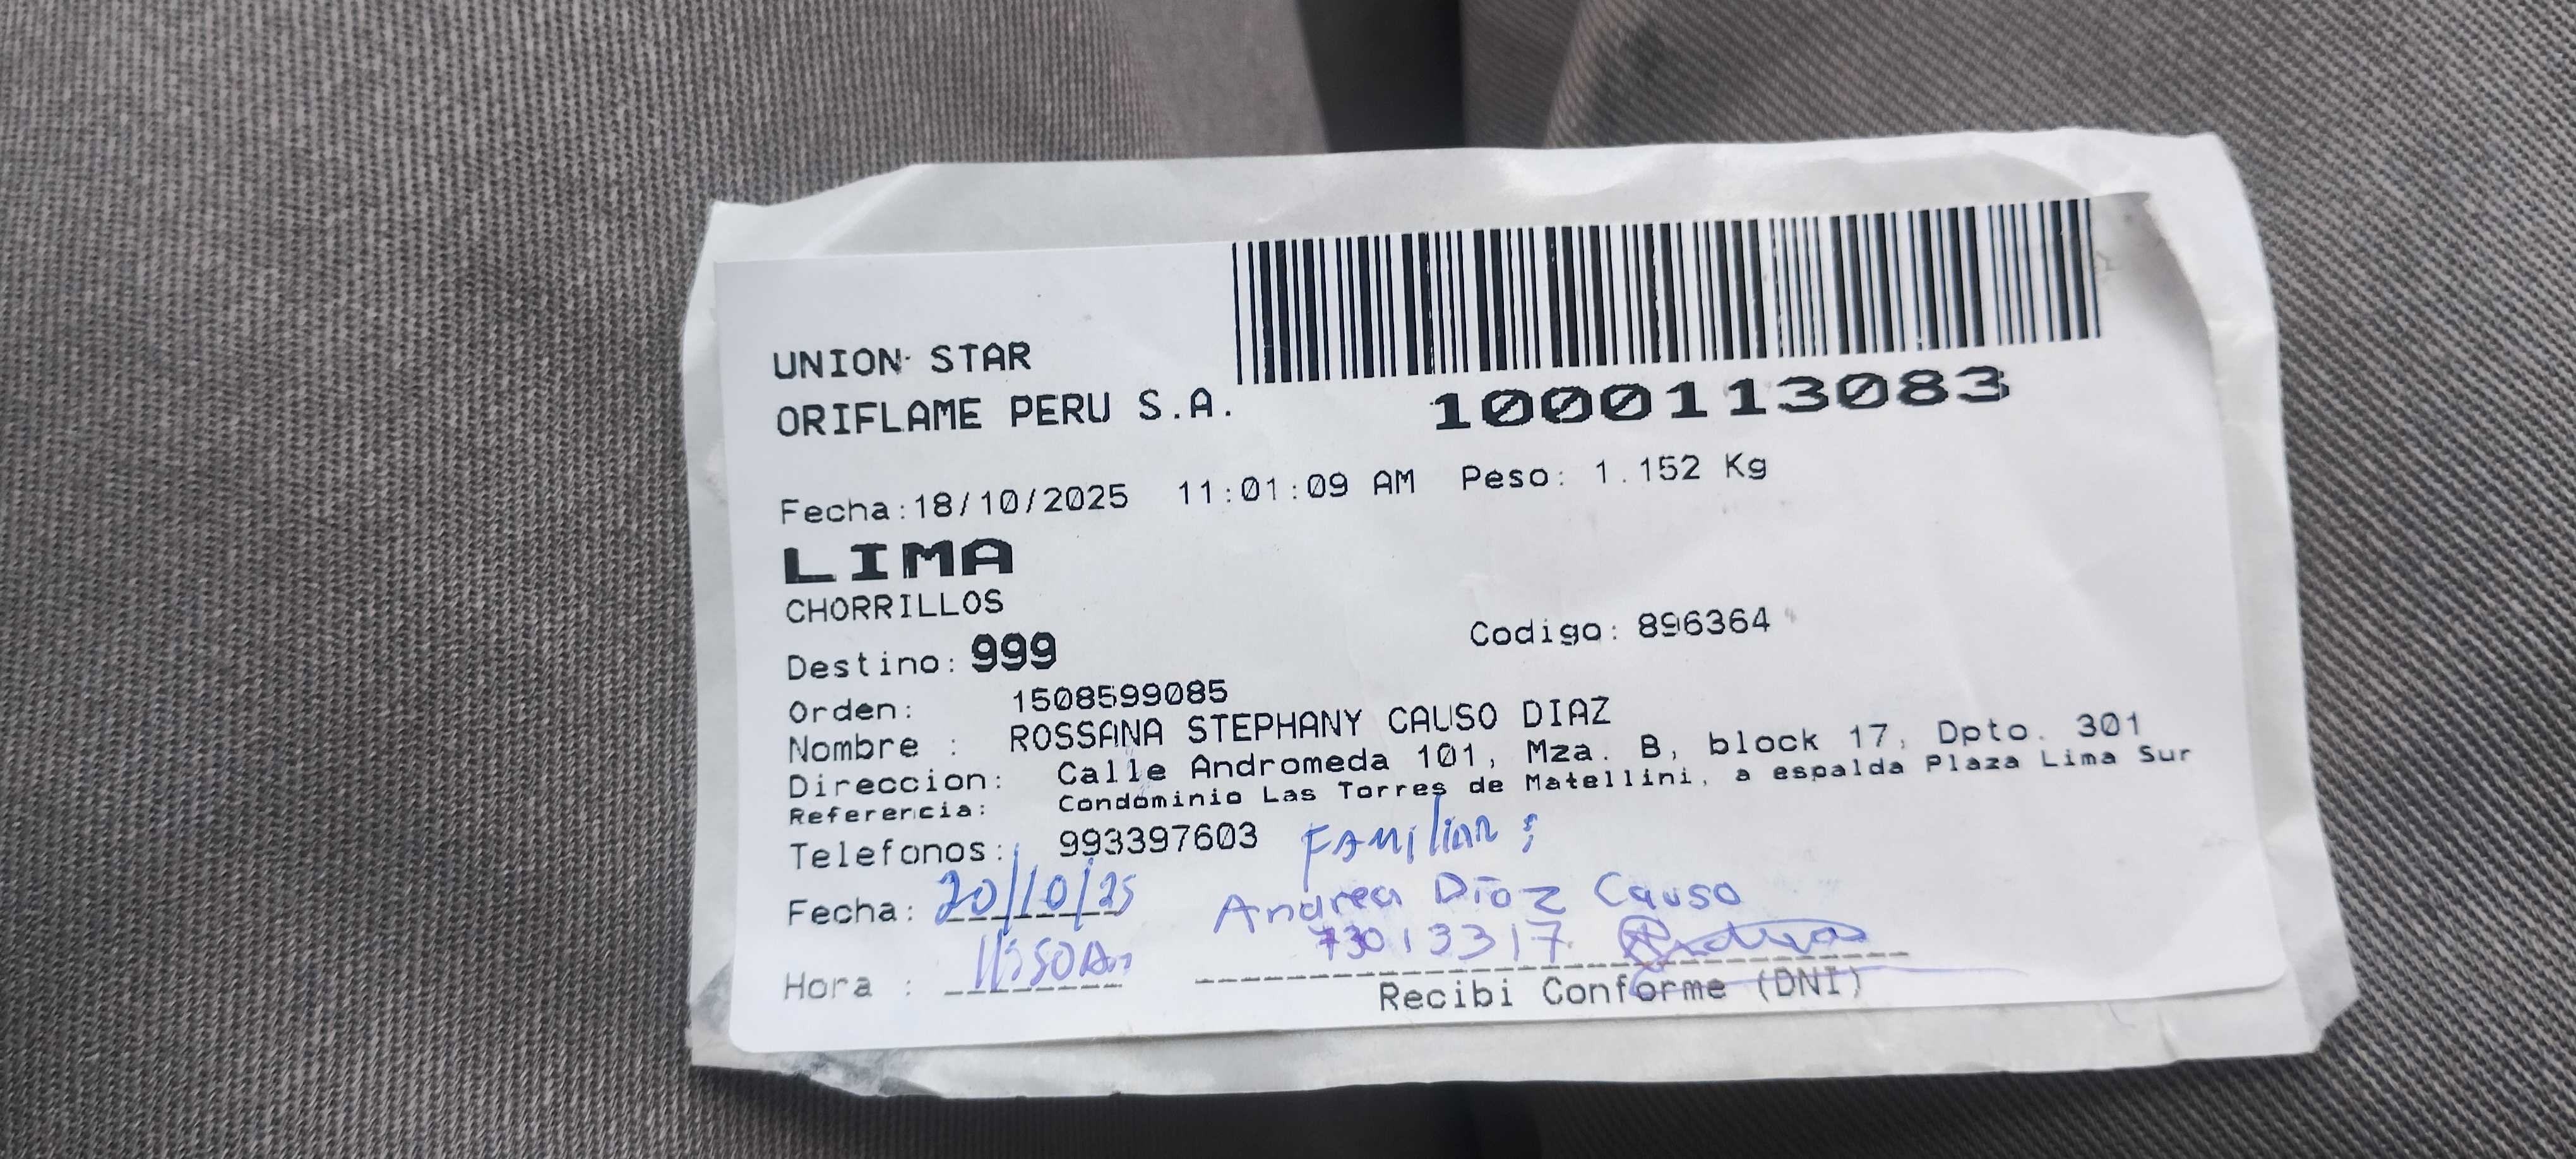 UNION STAR
ORIFLAME PERU S.A.
1000113083
Fecha:18/10/2025 11:01:09 AM Peso: 1.152 Kg
LIMA
CHORRILLOS
Destino: 999 Codigo: 896364
Orden: 1508599085
Nombre : ROSSANA STEPHANY CAUSO DIAZ
Direccion: Calle Andromeda 101, Mza. B, block 17, Dpto. 301
Referencia: Condominio Las Torres de Matellini, a espalda Plaza Lima Sur
Telefonos: 993397603 FAMiliar:
Fecha: 20/10/25 Andrea Díaz Causo
73013317
Hora : 11:50Am
Recibi Conforme (DNI)